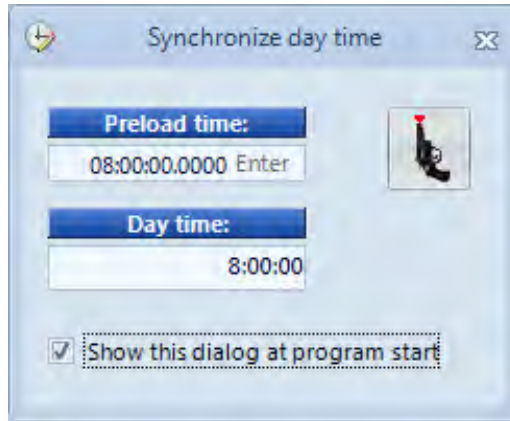 Synchronize day time
Preload time:
08:00:00.0000 Enter
Day time:
8:00:00
Show this dialog at program start